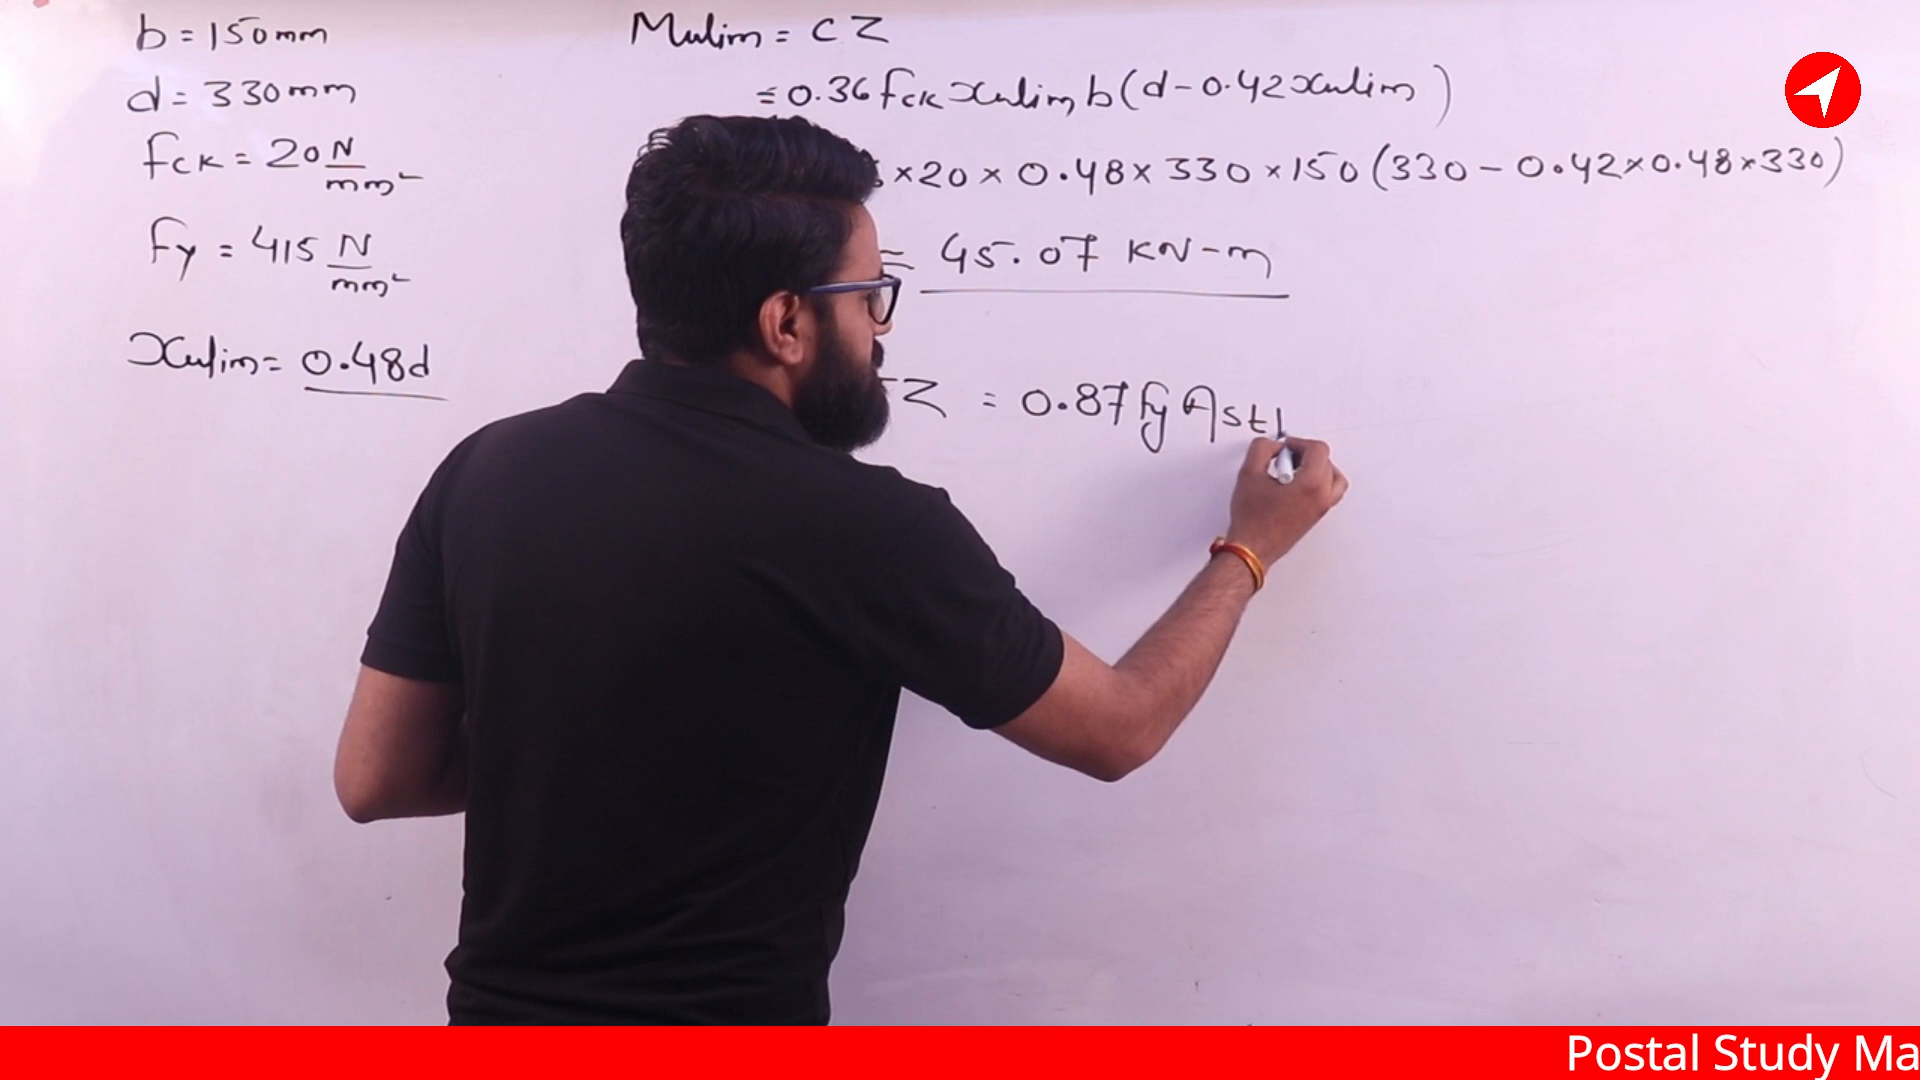 b = 150mm
d = 330mm
fck = 20 N/mm²
fy = 415 N/mm²
xulim = 0.48d
Mulim = CZ
= 0.36 fck xulim b (d - 0.42 xulim)
× 20 × 0.48 × 330 × 150 (330 - 0.42 × 0.48 × 330)
= 45.07 KN-m
Z = 0.87 fy Ast1
Postal Study Ma